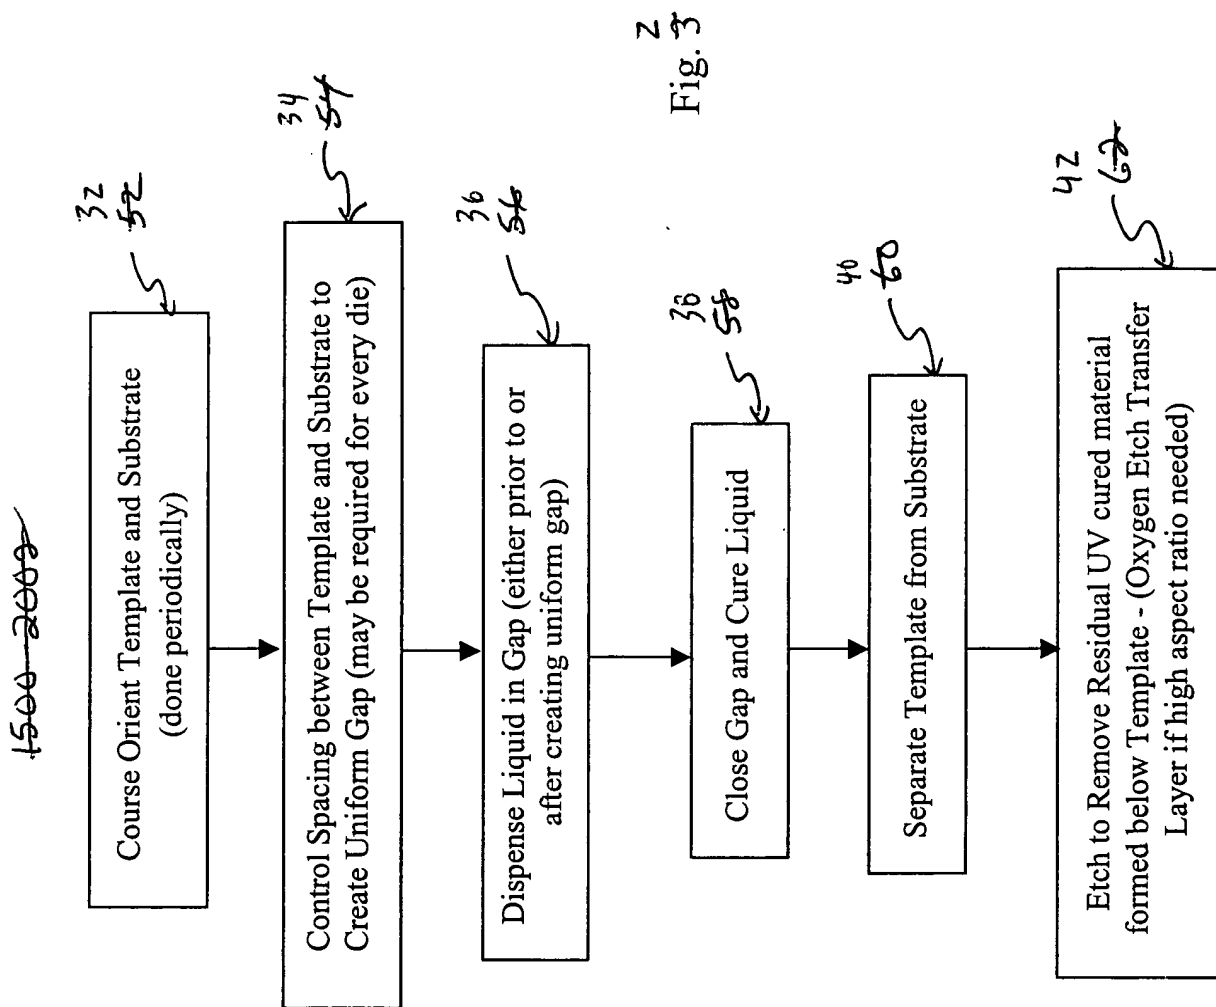 1500-2002
Course Orient Template and Substrate
(done periodically)
32
52
Control Spacing between Template and Substrate to
Create Uniform Gap (may be required for every die)
34
54
Dispense Liquid in Gap (either prior to or
after creating uniform gap)
36
56
Close Gap and Cure Liquid
38
58
Separate Template from Substrate
40
60
Etch to Remove Residual UV cured material
formed below Template - (Oxygen Etch Transfer
Layer if high aspect ratio needed)
42
62
2
Fig. 3